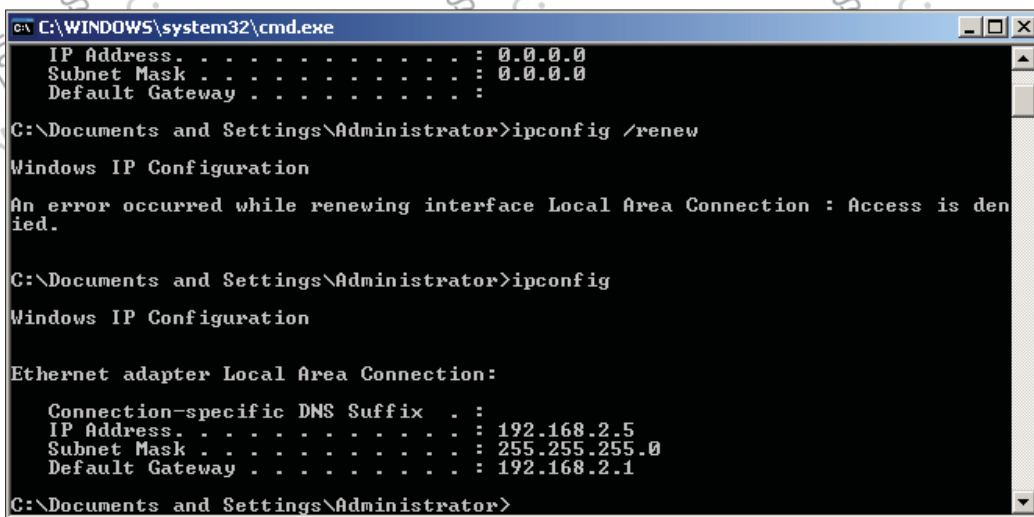 C:\WINDOWS\system32\cmd.exe
IP Address. . . . . . . . . . . . : 0.0.0.0
Subnet Mask . . . . . . . . . . . : 0.0.0.0
Default Gateway . . . . . . . . . :
C:\Documents and Settings\Administrator>ipconfig /renew
Windows IP Configuration
An error occurred while renewing interface Local Area Connection : Access is den
ied.
C:\Documents and Settings\Administrator>ipconfig
Windows IP Configuration
Ethernet adapter Local Area Connection:
Connection-specific DNS Suffix  . :
IP Address. . . . . . . . . . . . : 192.168.2.5
Subnet Mask . . . . . . . . . . . : 255.255.255.0
Default Gateway . . . . . . . . . : 192.168.2.1
C:\Documents and Settings\Administrator>